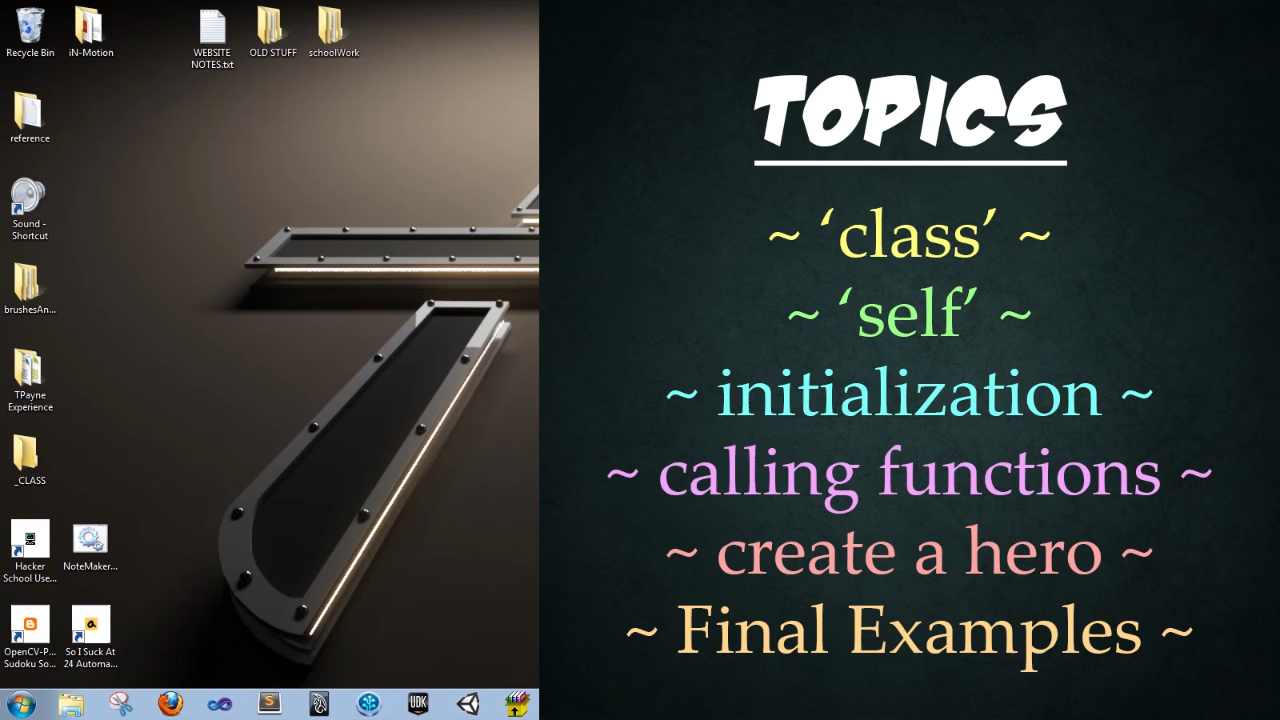 Recycle Bin
iN-Motion
WEBSITE
NOTES.txt
OLD STUFF
schoolWork
reference
Sound -
Shortcut
brushesAn...
TPayne
Experience
_CLASS
Hacker
School Use...
NoteMaker...
OpenCV-P...
Sudoku So...
So I Suck At
24 Automa...
UDK
TOPICS
~ ‘class’ ~
~ ‘self’ ~
~ initialization ~
~ calling functions ~
~ create a hero ~
~ Final Examples ~